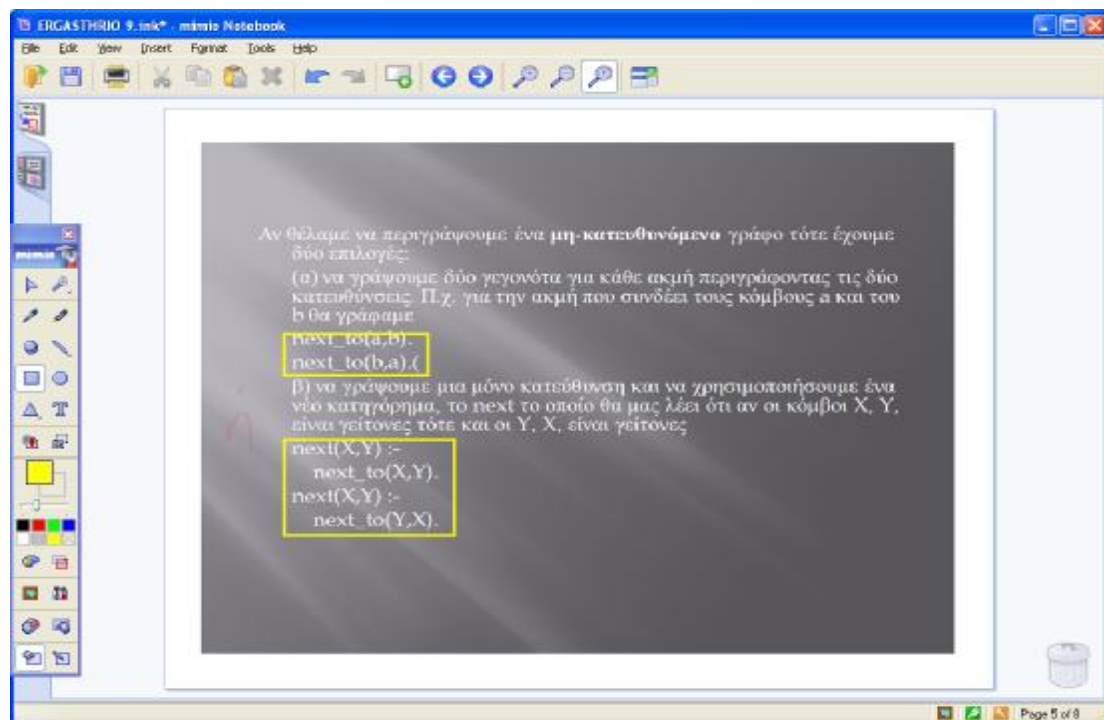 ERGASTHRIO 9.ink* - mimio Notebook
File Edit View Insert Format Tools Help
mimio
Αν θέλαμε να περιγράψουμε ένα μη-κατευθυνόμενο γράφο τότε έχουμε
δύο επιλογές:
(α) να γράψουμε δύο γεγονότα για κάθε ακμή περιγράφοντας τις δύο
κατευθύνσεις. Π.χ. για την ακμή που συνδέει τους κόμβους a και του
b θα γράφαμε
next_to(a,b).
next_to(b,a).(
β) να γράψουμε μια μόνο κατεύθυνση και να χρησιμοποιήσουμε ένα
νέο κατηγόρημα, το next το οποίο θα μας λέει ότι αν οι κόμβοι X, Y,
είναι γείτονες τότε και οι Y, X, είναι γείτονες
next(X,Y) :-
next_to(X,Y).
next(X,Y) :-
next_to(Y,X).
Page 5 of 8